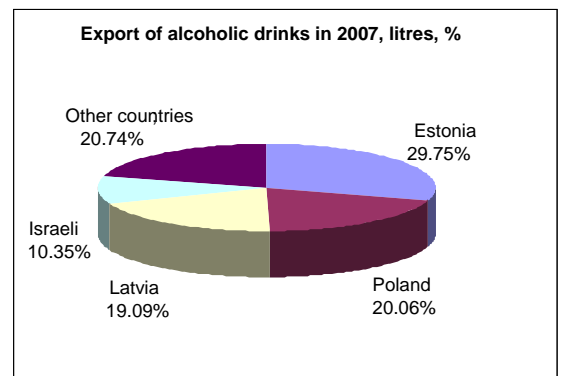 Export of alcoholic drinks in 2007, litres, %
Other countries
20.74%
Estonia
29.75%
Israeli
10.35%
Latvia
19.09%
Poland
20.06%